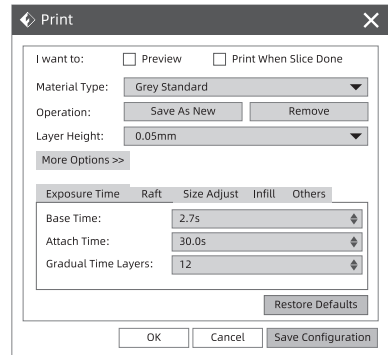 Print
I want to: Preview Print When Slice Done
Material Type: Grey Standard
Operation: Save As New Remove
Layer Height: 0.05mm
More Options >>
Exposure Time Raft Size Adjust Infill Others
Base Time: 2.7s
Attach Time: 30.0s
Gradual Time Layers: 12
Restore Defaults
OK Cancel Save Configuration